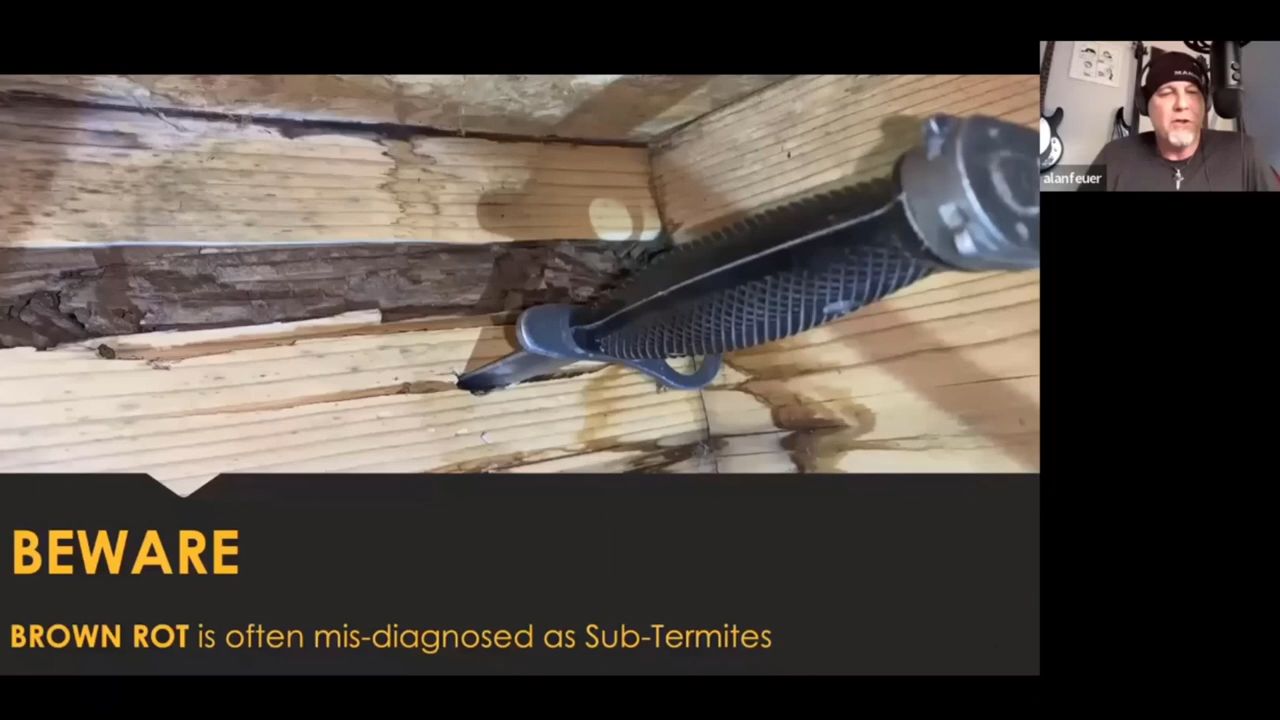 alanfeuer
BEWARE
BROWN ROT is often mis-diagnosed as Sub-Termites